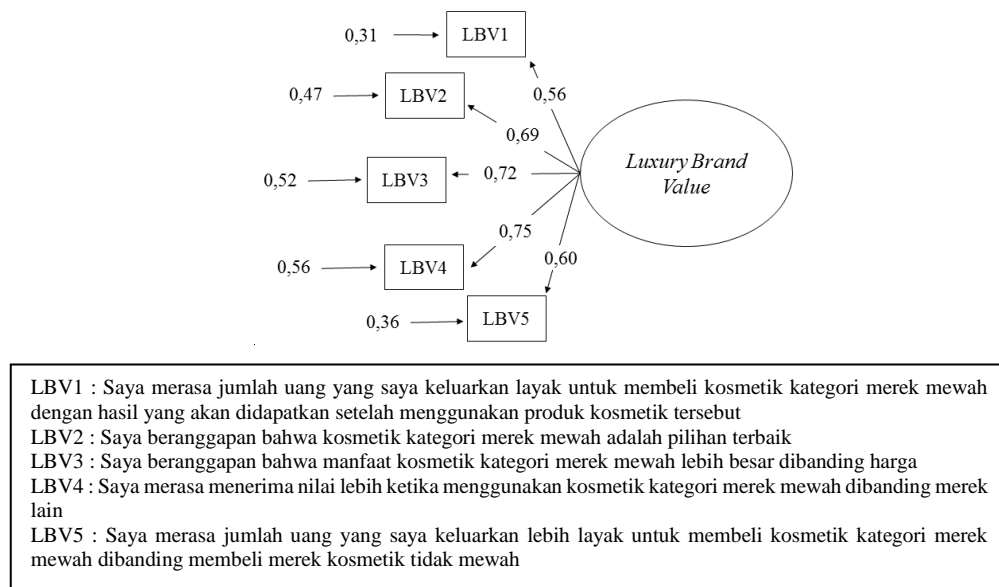 0,31
LBV1
0,47
LBV2
0,56
0,69
0,52
LBV3
0,72
Luxury Brand
Value
0,75
0,56
LBV4
0,60
0,36
LBV5
LBV1 : Saya merasa jumlah uang yang saya keluarkan layak untuk membeli kosmetik kategori merek mewah
dengan hasil yang akan didapatkan setelah menggunakan produk kosmetik tersebut
LBV2 : Saya beranggapan bahwa kosmetik kategori merek mewah adalah pilihan terbaik
LBV3 : Saya beranggapan bahwa manfaat kosmetik kategori merek mewah lebih besar dibanding harga
LBV4 : Saya merasa menerima nilai lebih ketika menggunakan kosmetik kategori merek mewah dibanding merek
lain
LBV5 : Saya merasa jumlah uang yang saya keluarkan lebih layak untuk membeli kosmetik kategori merek
mewah dibanding membeli merek kosmetik tidak mewah